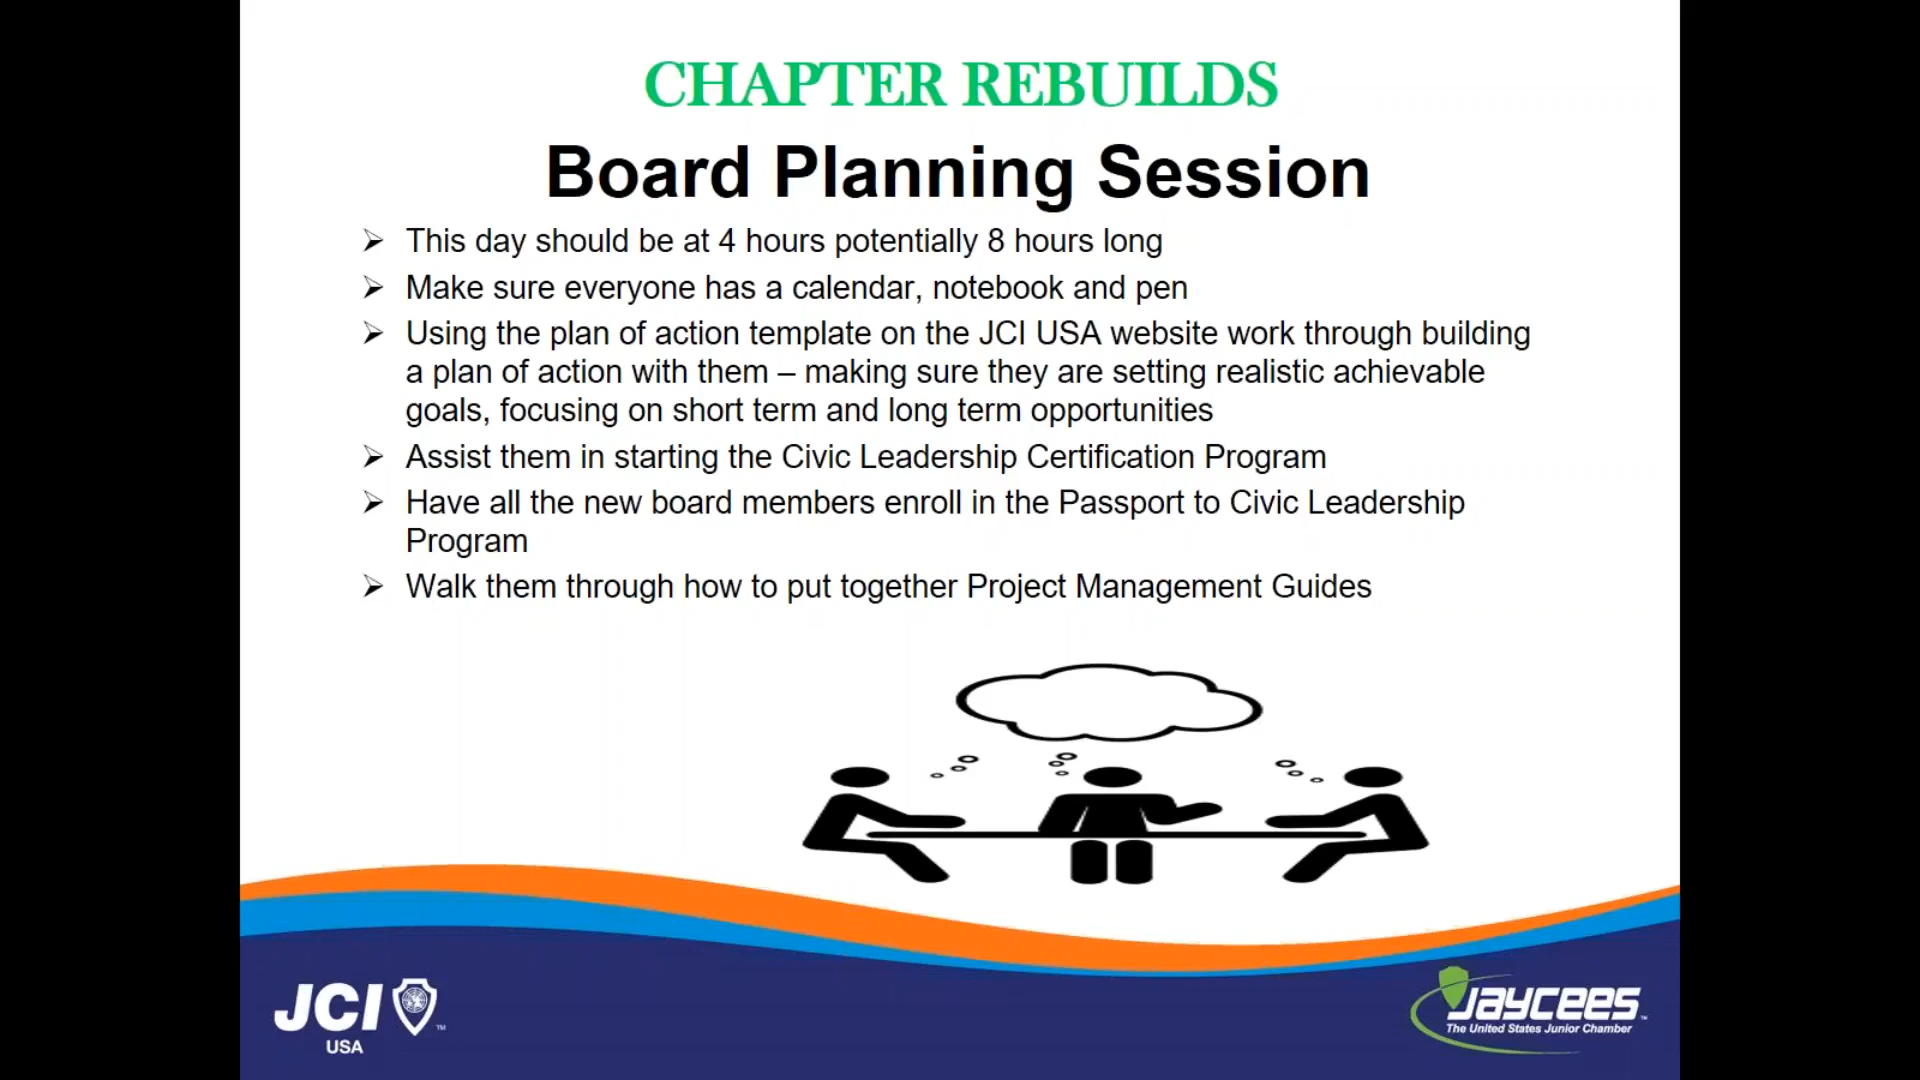 CHAPTER REBUILDS
Board Planning Session
➢ This day should be at 4 hours potentially 8 hours long
➢ Make sure everyone has a calendar, notebook and pen
➢ Using the plan of action template on the JCI USA website work through building
a plan of action with them – making sure they are setting realistic achievable
goals, focusing on short term and long term opportunities
➢ Assist them in starting the Civic Leadership Certification Program
➢ Have all the new board members enroll in the Passport to Civic Leadership
Program
➢ Walk them through how to put together Project Management Guides
JCI ™
USA
Jaycees ™
The United States Junior Chamber